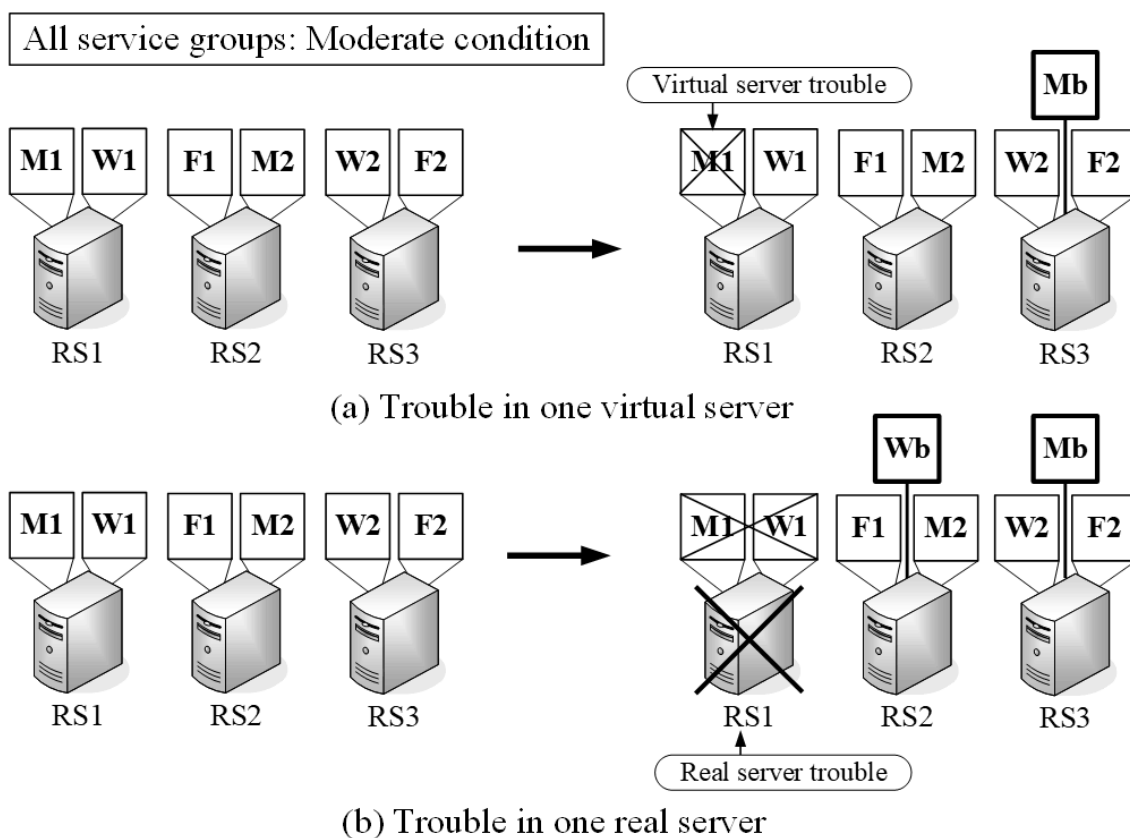 All service groups: Moderate condition
Virtual server trouble
Mb
M1 W1 F1 M2 W2 F2
M1 W1 F1 M2 W2 F2
RS1 RS2 RS3
RS1 RS2 RS3
(a) Trouble in one virtual server
Wb Mb
M1 W1 F1 M2 W2 F2
M1 W1 F1 M2 W2 F2
RS1 RS2 RS3
RS1 RS2 RS3
Real server trouble
(b) Trouble in one real server